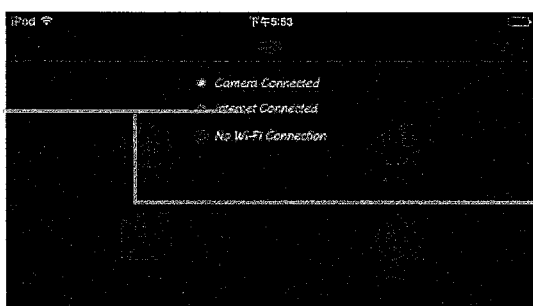 iPod 下午5:53
Camera Connected
Internet Connected
No Wi-Fi Connection